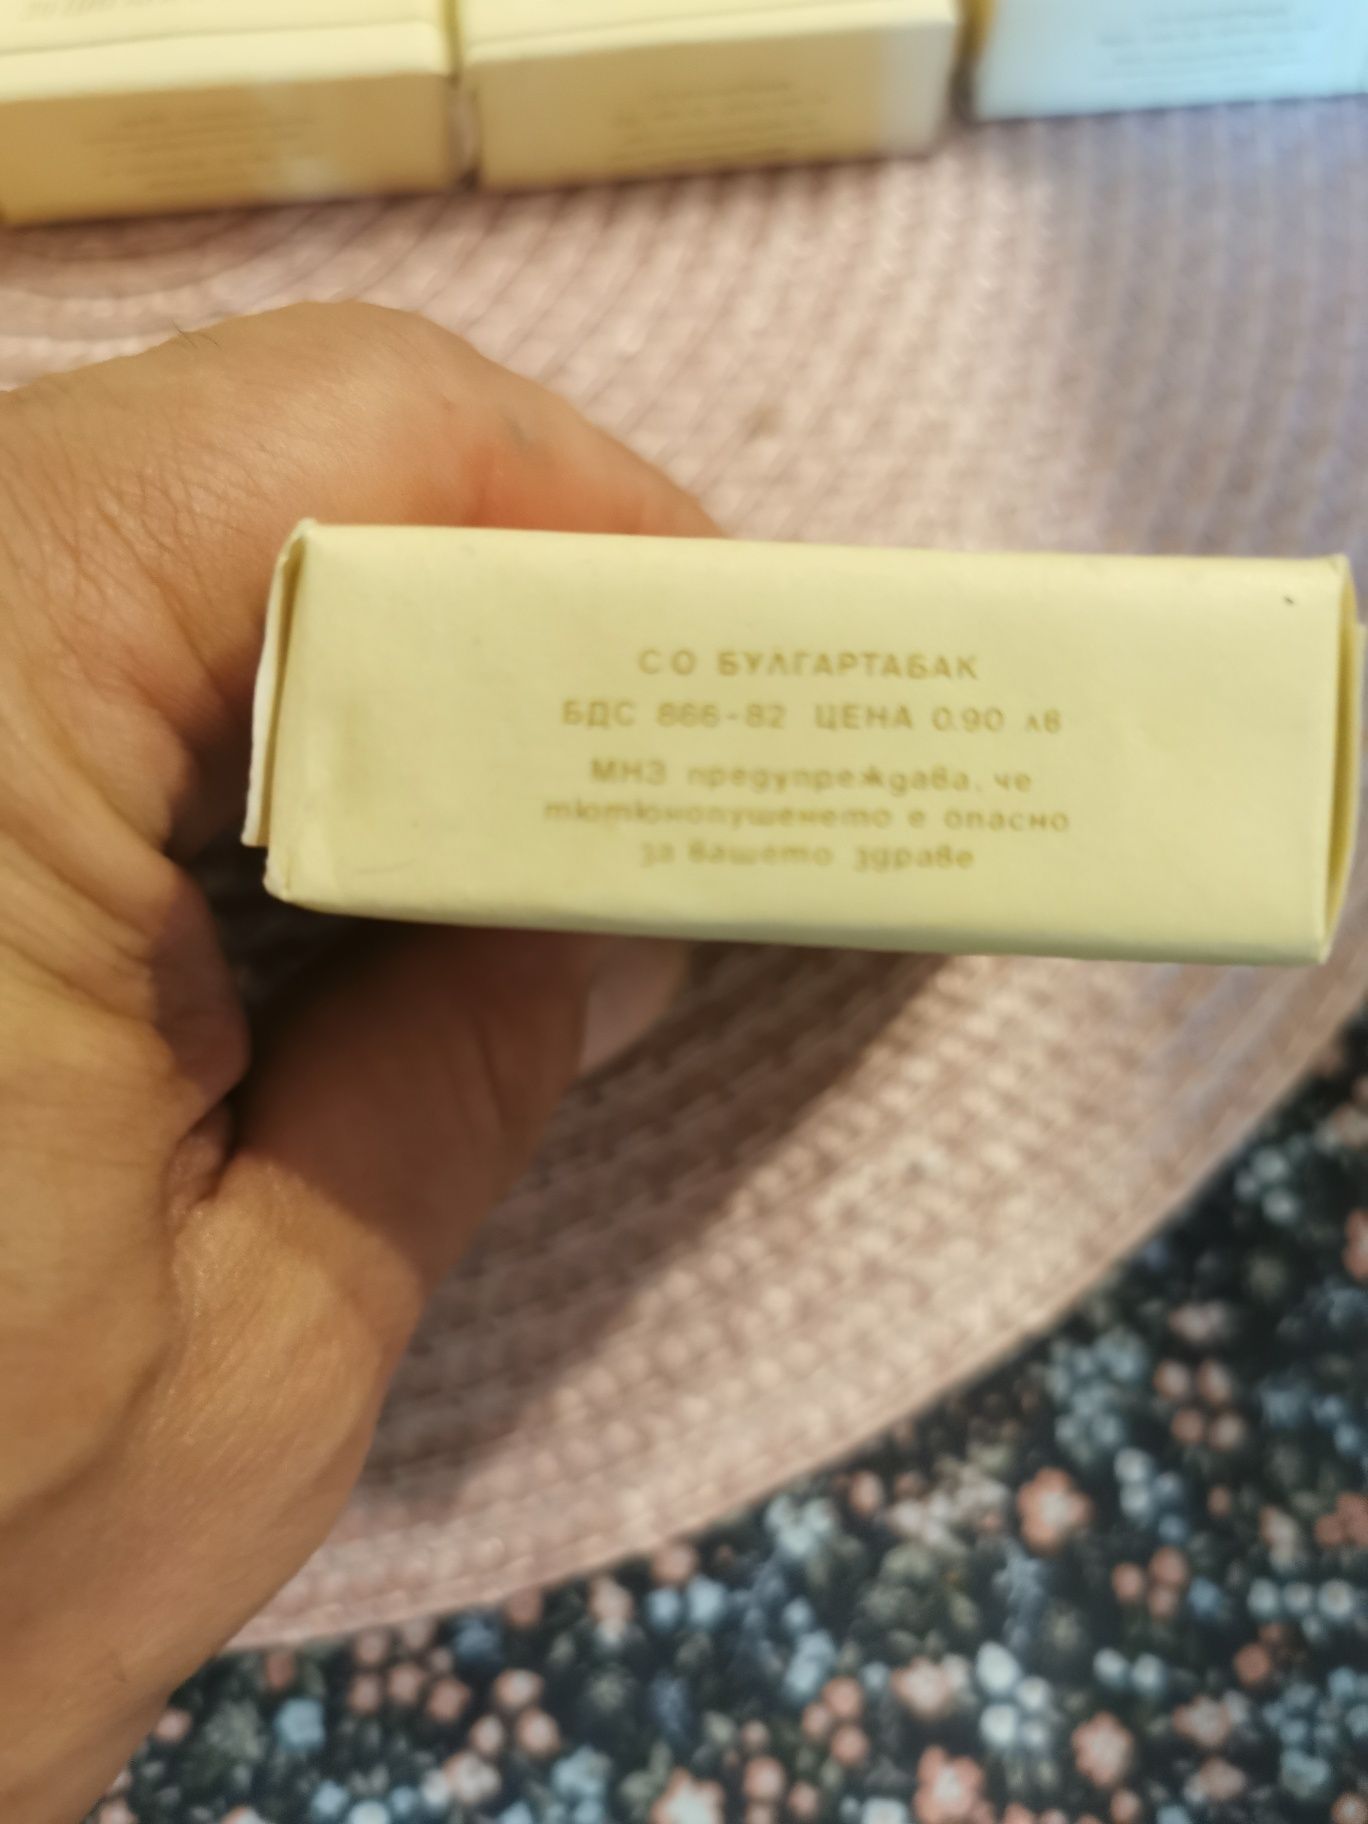 СО БУЛГАРТАБАК
БДС 866-82 ЦЕНА 0.90 лв
МНЗ предупреждава, че
тютюнопушенето е опасно
за вашето здраве